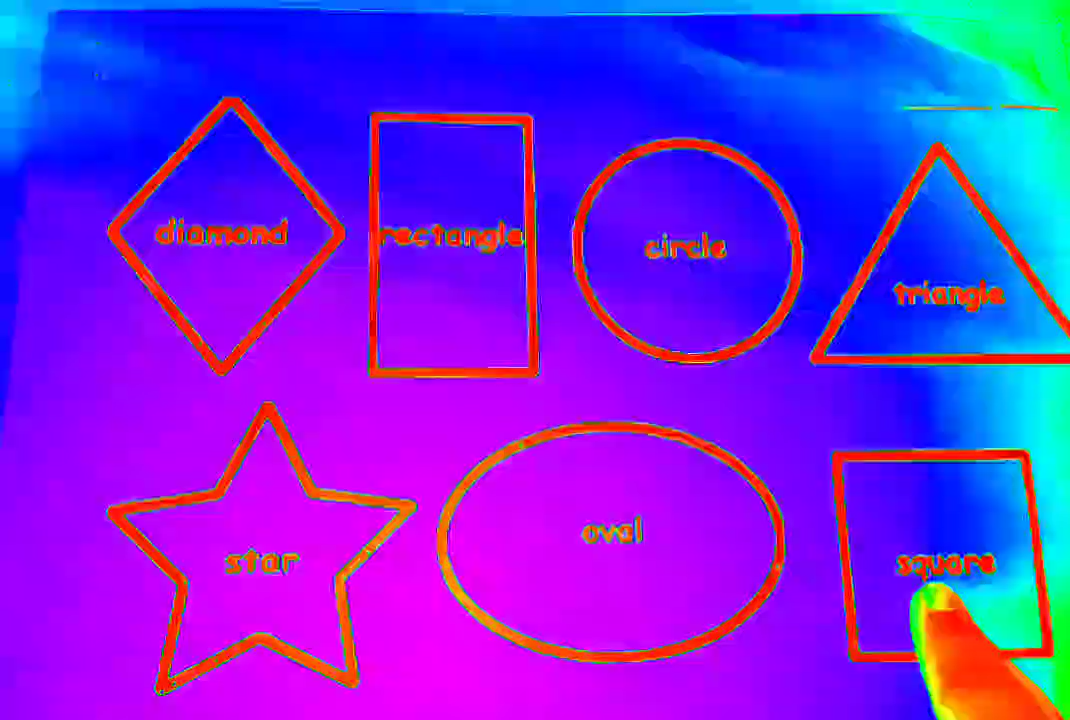 diamond
rectangle
circle
triangle
star
oval
square